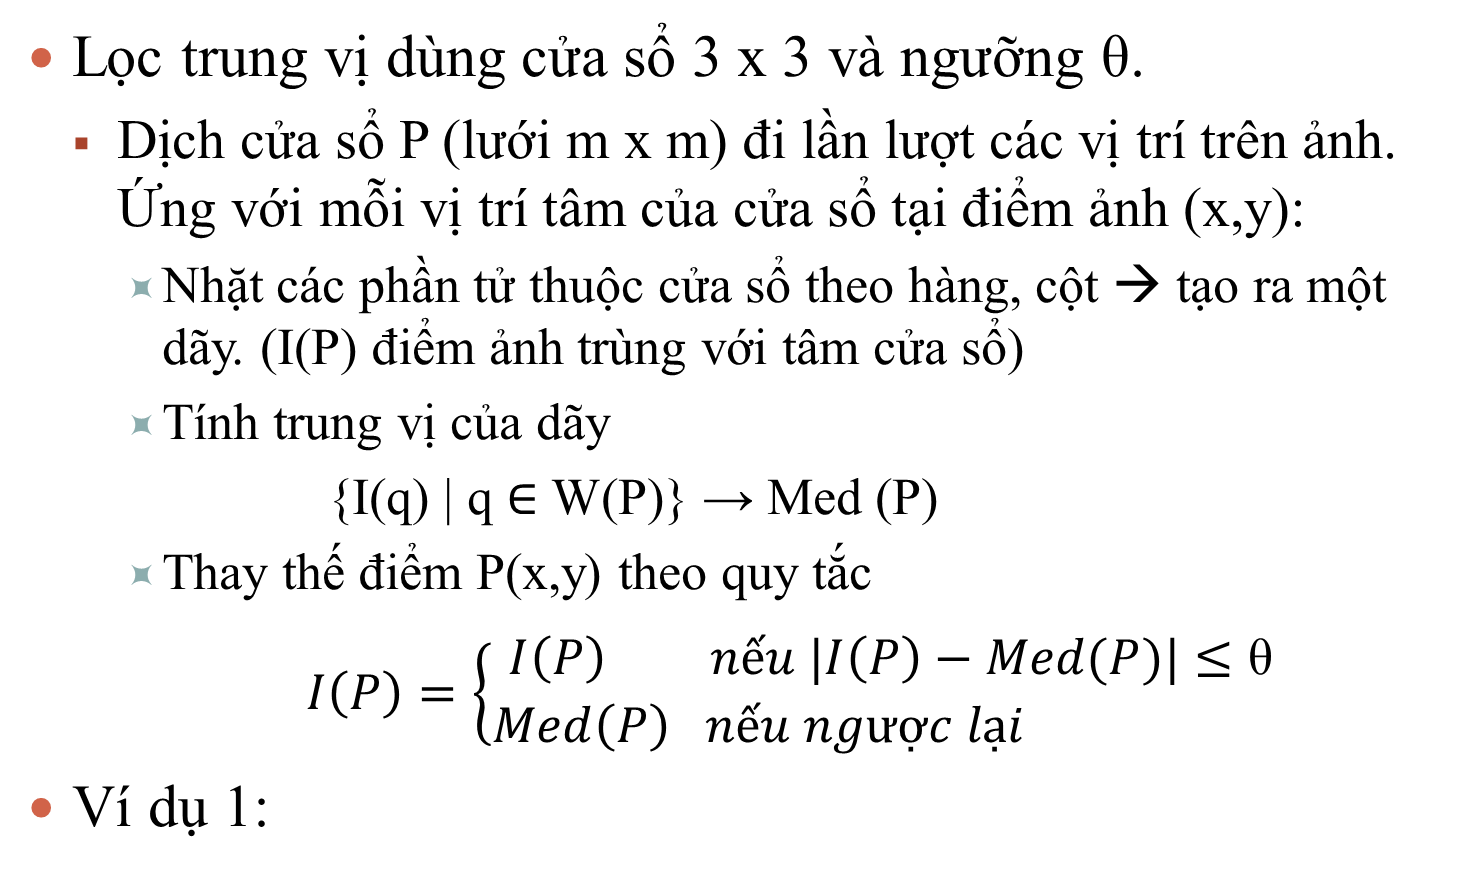 • Lọc trung vị dùng cửa sổ 3 x 3 và ngưỡng θ.
▪ Dịch cửa sổ P (lưới m x m) đi lần lượt các vị trí trên ảnh.
Ứng với mỗi vị trí tâm của cửa sổ tại điểm ảnh (x,y):
Nhặt các phần tử thuộc cửa sổ theo hàng, cột → tạo ra một
dãy. (I(P) điểm ảnh trùng với tâm cửa sổ)
Tính trung vị của dãy
{I(q) | q ∈ W(P)} → Med (P)
Thay thế điểm P(x,y) theo quy tắc
I(P) = { I(P) nếu |I(P) − Med(P)| ≤ θ
Med(P) nếu ngược lại
• Ví dụ 1: